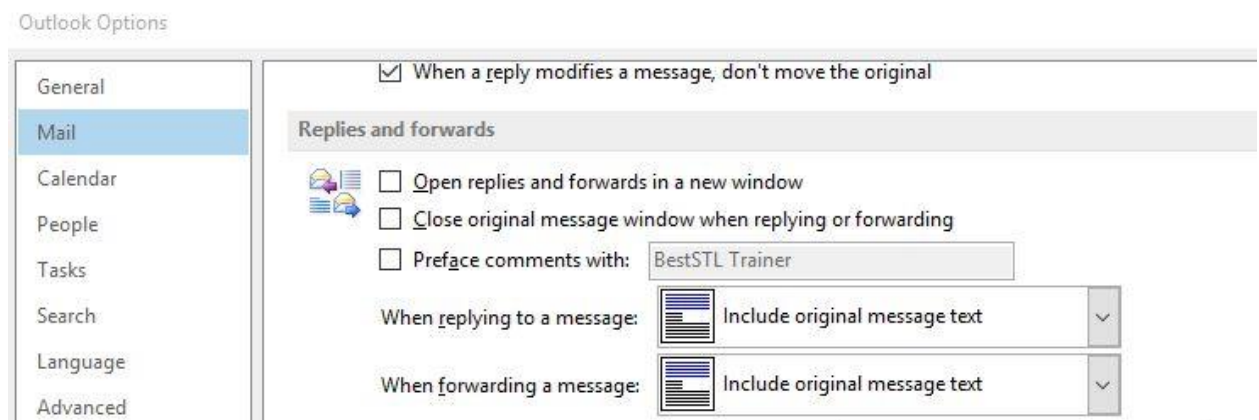 Outlook Options
General
Mail
Calendar
People
Tasks
Search
Language
Advanced
When a reply modifies a message, don't move the original
Replies and forwards
Open replies and forwards in a new window
Close original message window when replying or forwarding
Preface comments with: BestSTL Trainer
When replying to a message: Include original message text
When forwarding a message: Include original message text